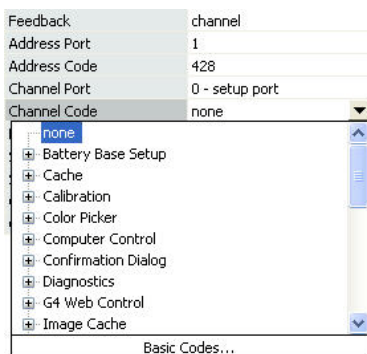 Feedback channel
Address Port 1
Address Code 428
Channel Port 0 - setup port
Channel Code none
none
Battery Base Setup
Cache
Calibration
Color Picker
Computer Control
Confirmation Dialog
Diagnostics
G4 Web Control
Image Cache
Basic Codes...